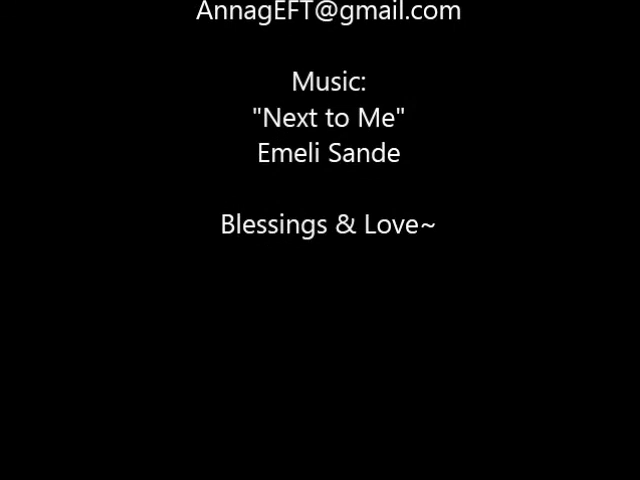 AnnagEFT@gmail.com
Music:
"Next to Me"
Emeli Sande
Blessings & Love~